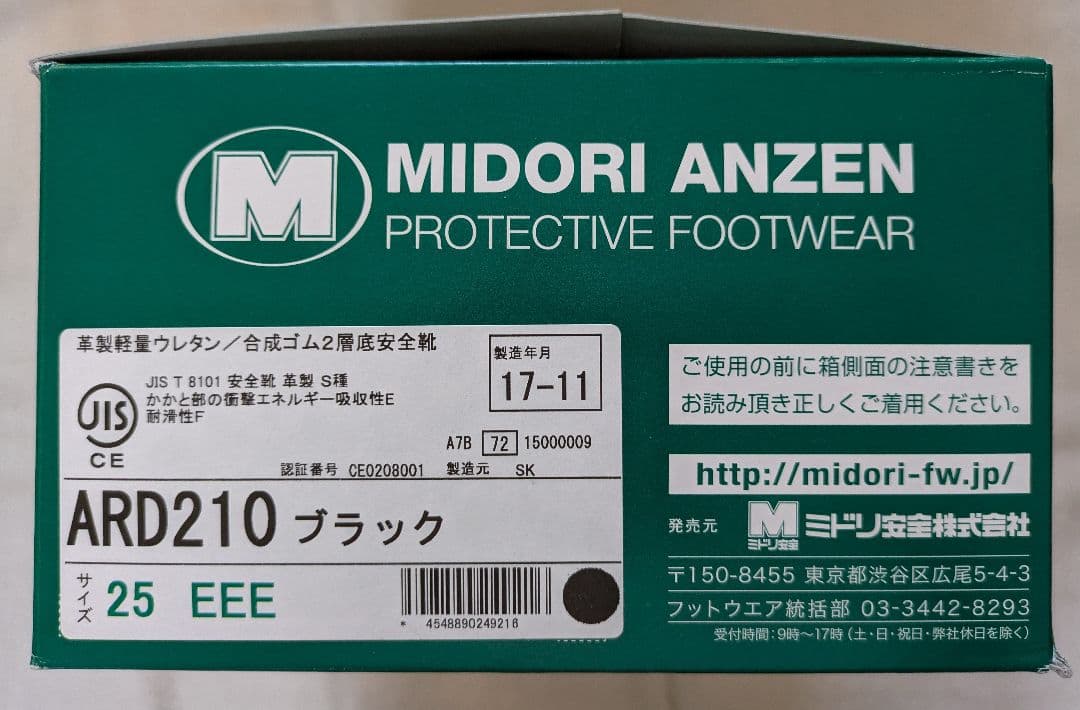 M MIDORI ANZEN
PROTECTIVE FOOTWEAR
革製軽量ウレタン／合成ゴム2層底安全靴
JIS
CE
JIS T 8101 安全靴 革製 S種
かかと部の衝撃エネルギー吸収性E
耐滑性F
製造年月
17-11
A7B 72 15000009
認証番号 CE0208001 製造元 SK
ARD210 ブラック
サイズ 25 EEE
* 4548890249216
ご使用の前に箱側面の注意書きを
お読み頂き正しくご着用ください。
http://midori-fw.jp/
発売元 M ミドリ安全 ミドリ安全株式会社
〒150-8455 東京都渋谷区広尾5-4-3
フットウエア統括部 03-3442-8293
受付時間：9時〜17時（土・日・祝日・弊社休日を除く）